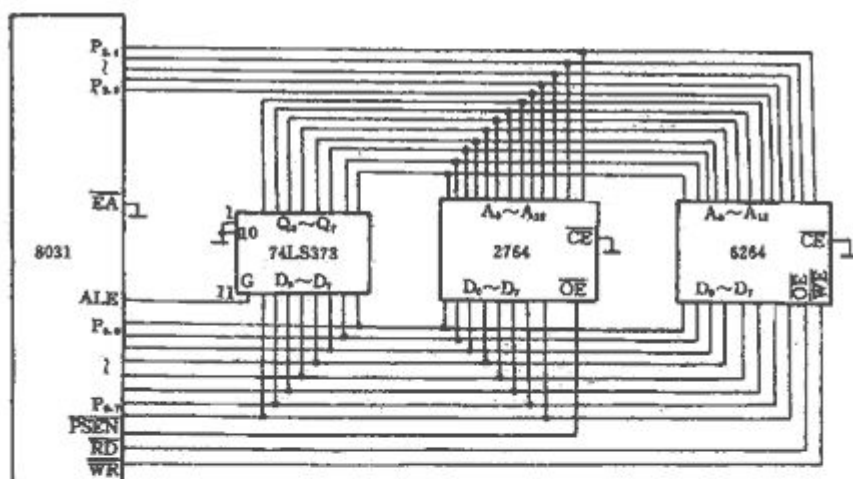 P₂.₄
~
P₂.₀
EA
8031
ALE
P₀.₀
~
P₀.₇
PSEN
RD
WR
1
10
Q₀~Q₇
74LS373
G
D₀~D₇
11
A₀~A₁₂
2764
CE
D₀~D₇
OE
A₀~A₁₂
6264
CE
D₀~D₇
OE
WE